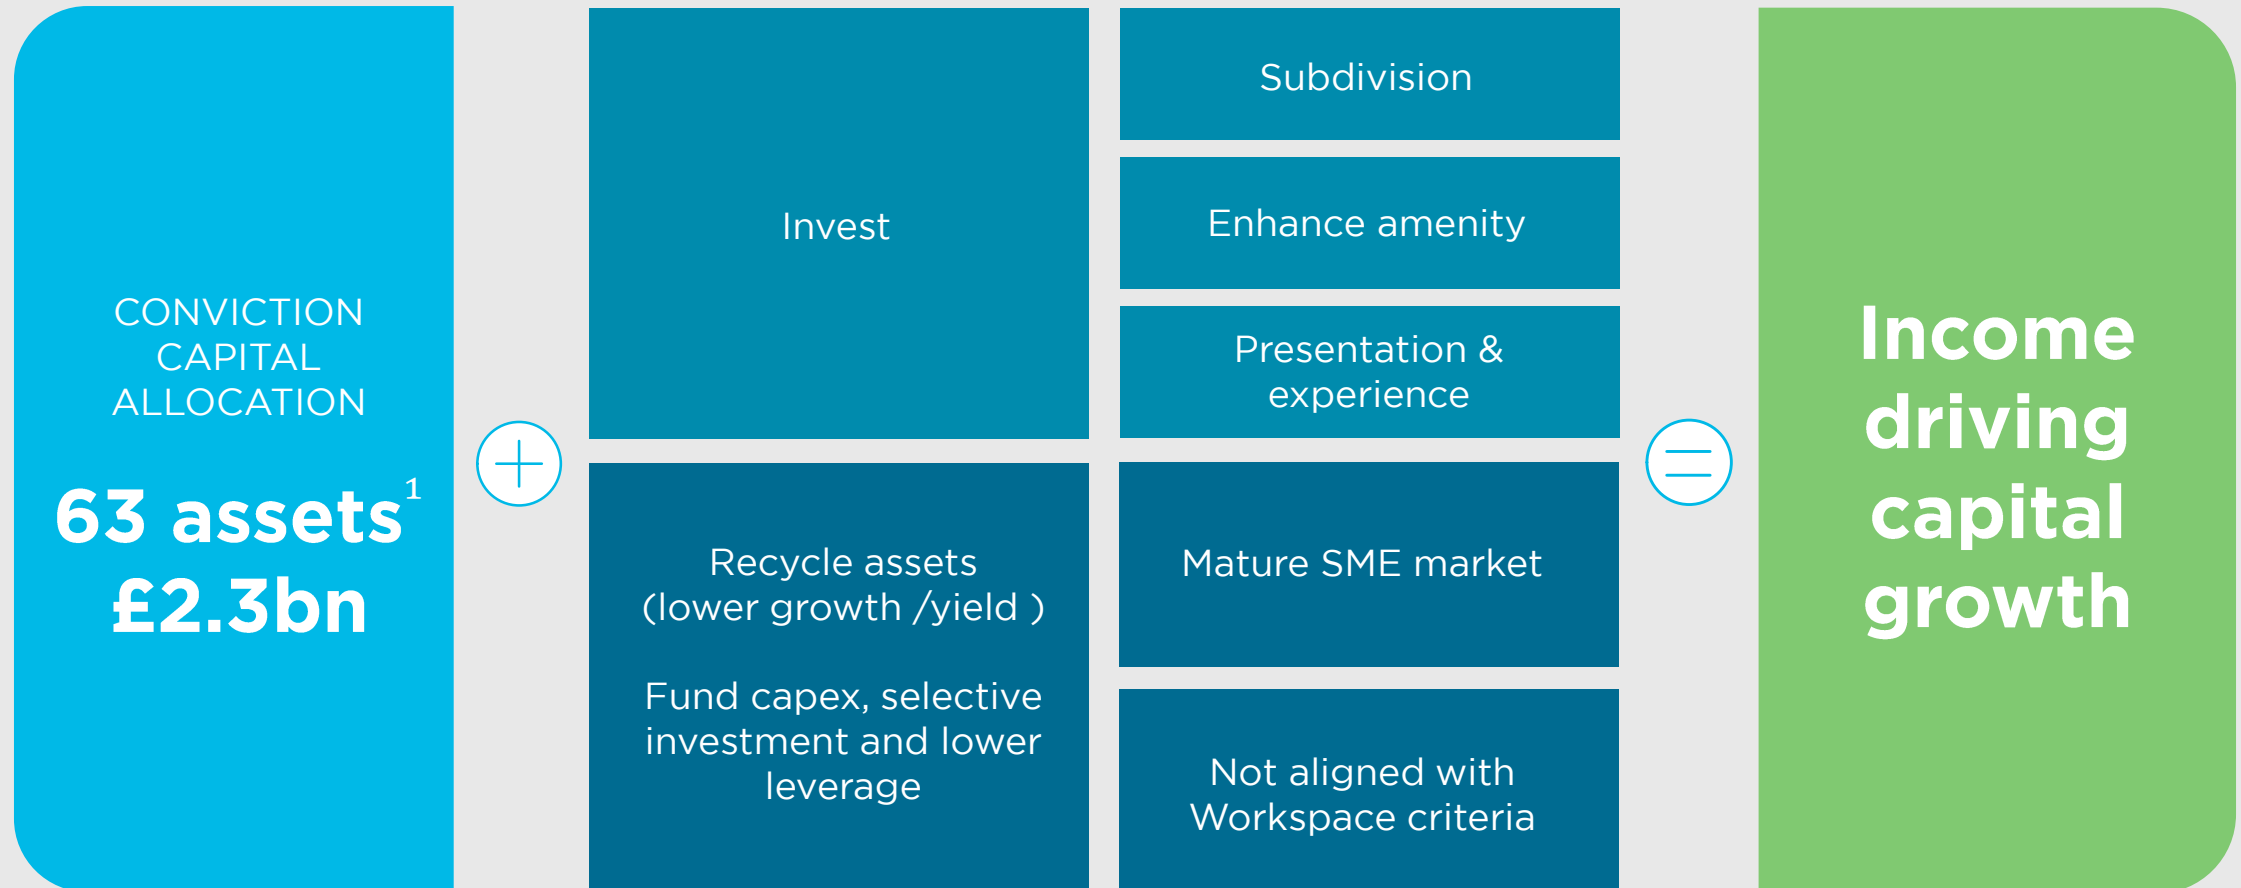 CONVICTION
CAPITAL
ALLOCATION
63 assets¹
£2.3bn
+
Invest
Recycle assets
(lower growth /yield )
Fund capex, selective
investment and lower
leverage
Subdivision
Enhance amenity
Presentation &
experience
Mature SME market
Not aligned with
Workspace criteria
=
Income
driving
capital
growth